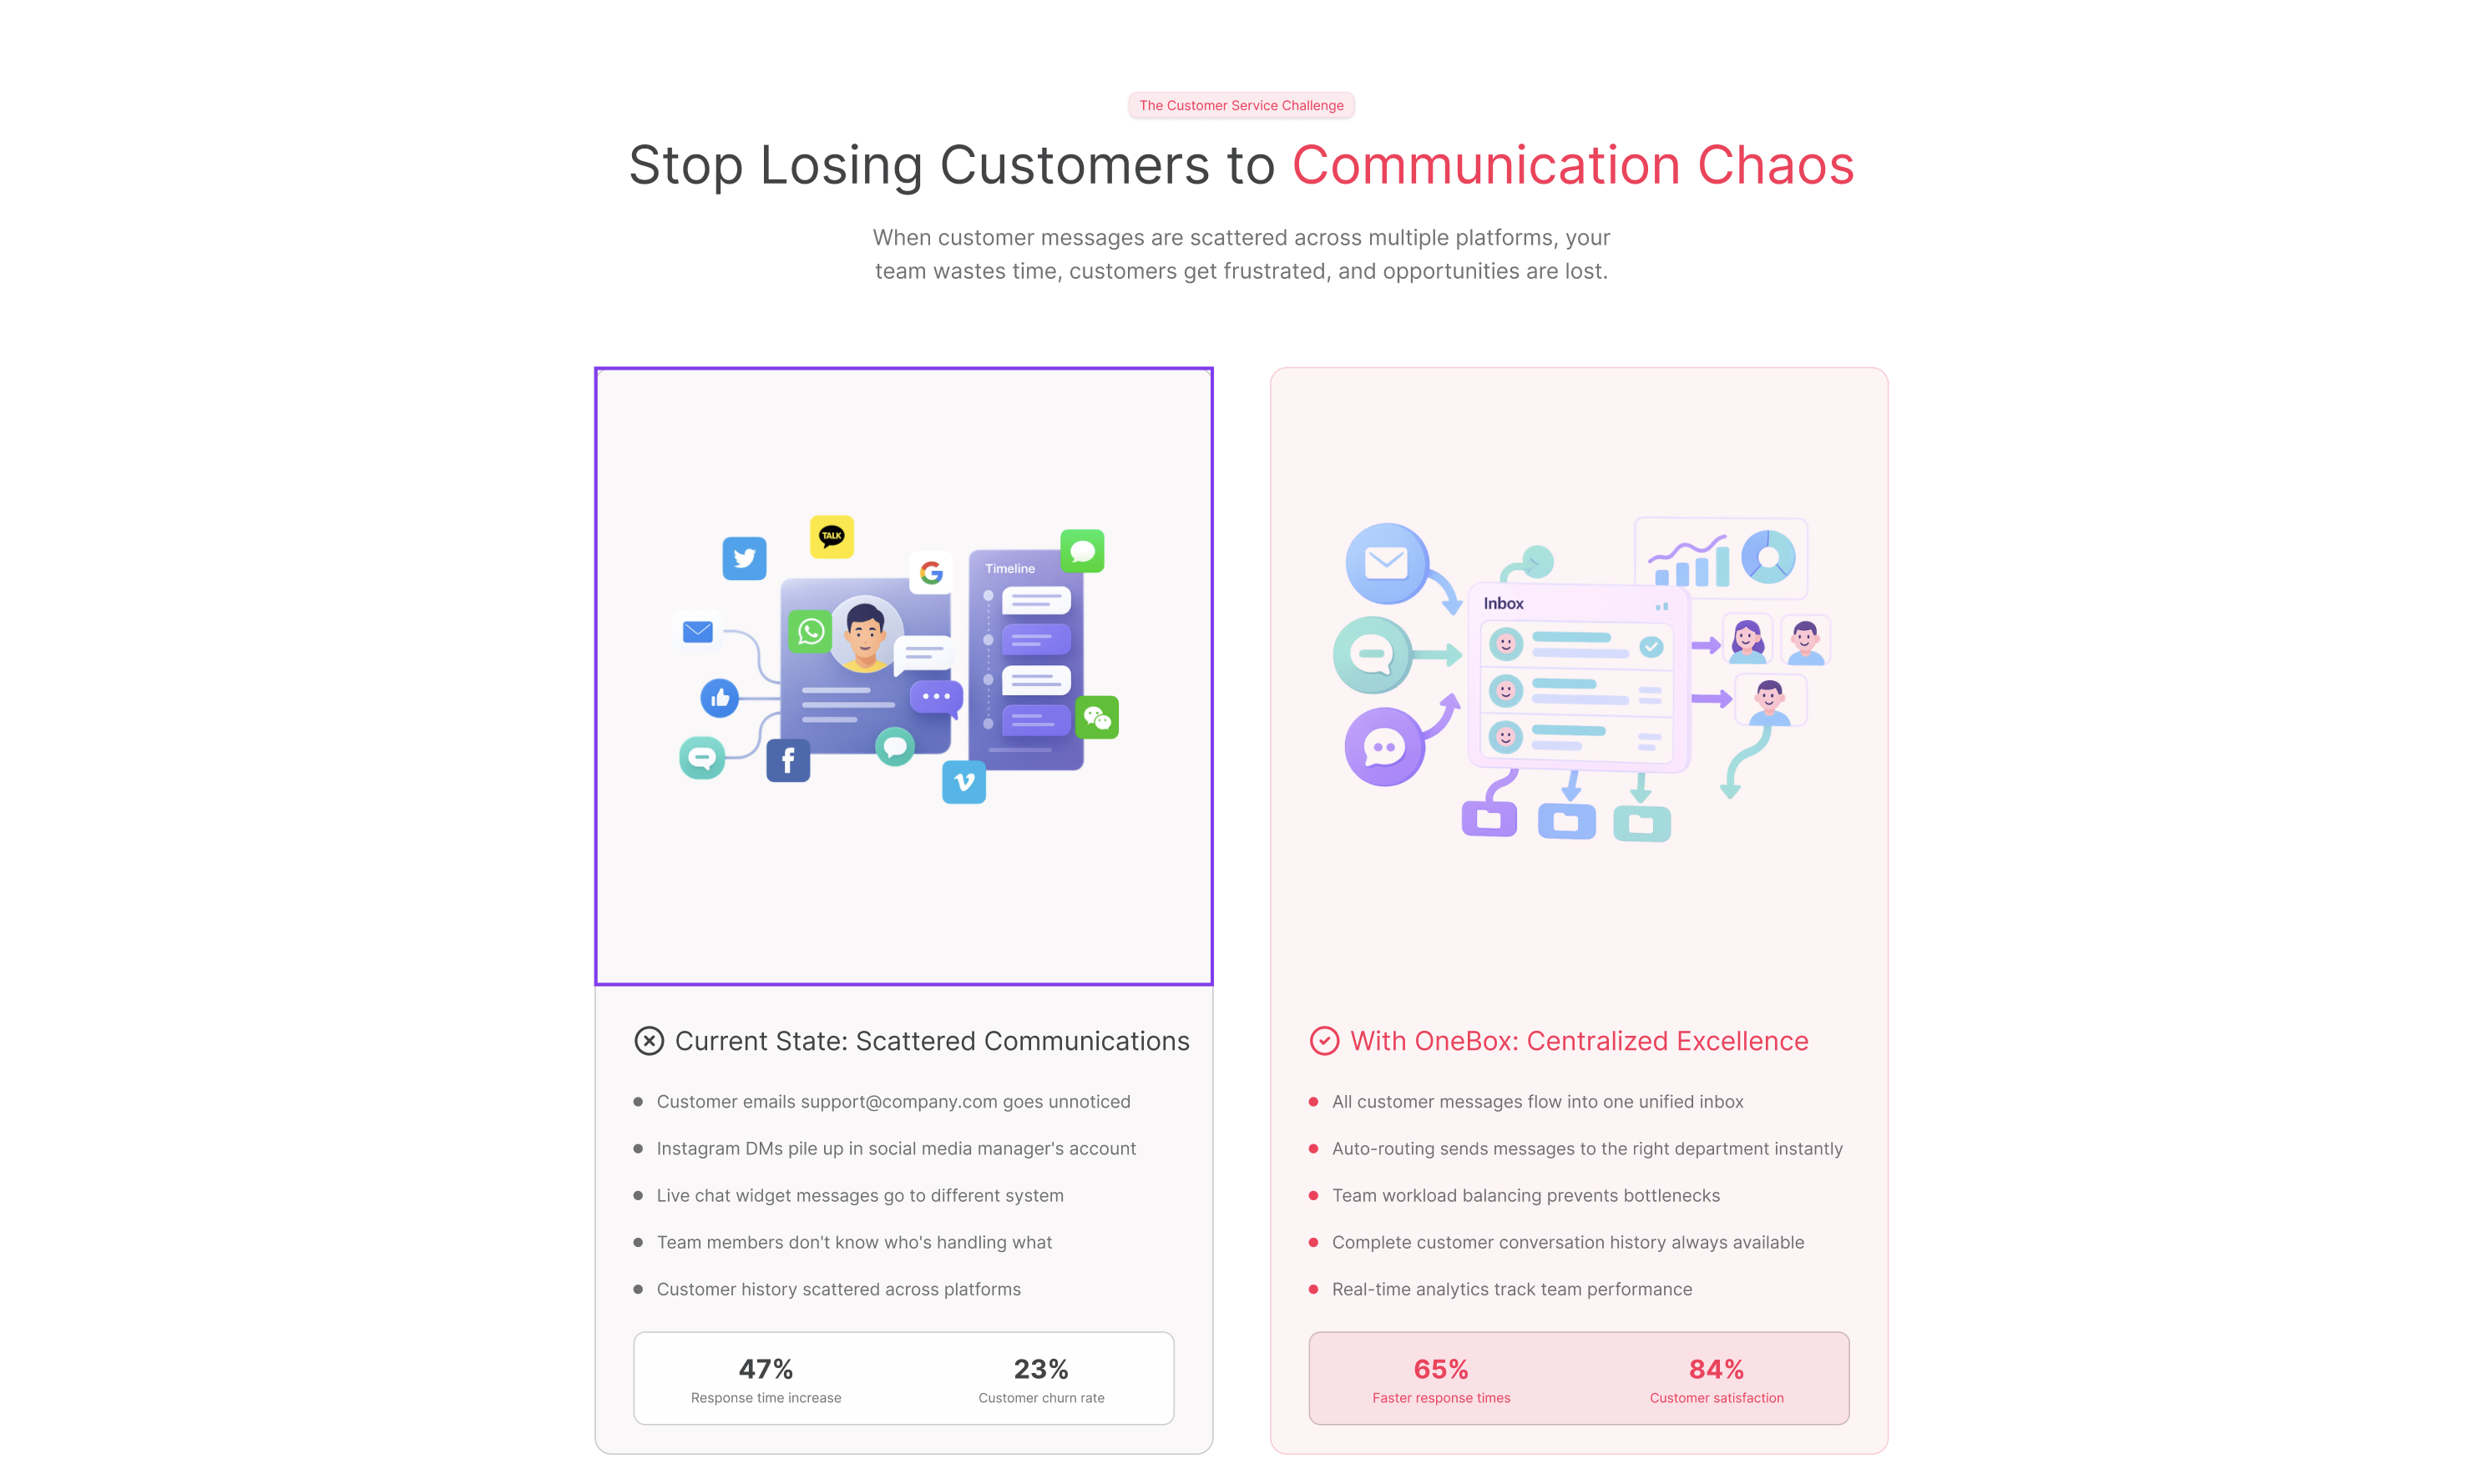 The Customer Service Challenge
Stop Losing Customers to Communication Chaos
When customer messages are scattered across multiple platforms, your
team wastes time, customers get frustrated, and opportunities are lost.
TALK
Timeline
Current State: Scattered Communications
Customer emails support@company.com goes unnoticed
Instagram DMs pile up in social media manager's account
Live chat widget messages go to different system
Team members don't know who's handling what
Customer history scattered across platforms
47%
Response time increase
23%
Customer churn rate
Inbox
With OneBox: Centralized Excellence
All customer messages flow into one unified inbox
Auto-routing sends messages to the right department instantly
Team workload balancing prevents bottlenecks
Complete customer conversation history always available
Real-time analytics track team performance
65%
Faster response times
84%
Customer satisfaction